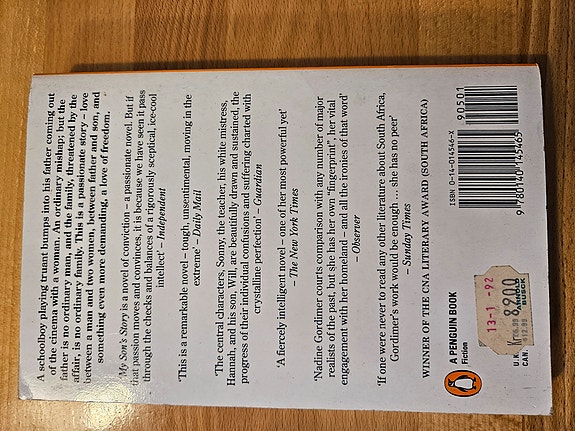 A schoolboy playing truant bumps into his father coming out
of the cinema with a woman. An ordinary mishap; but the
father is no ordinary man, and the family, threatened by the
affair, is no ordinary family. This is a passionate story – love
between a man and two women, between father and son, and
something even more demanding, a love of freedom.
'My Son's Story is a novel of conviction – a passionate novel. But if
that passion moves and convinces, it is because we have seen it pass
through the checks and balances of a rigorously sceptical, ice-cool
intellect' – Independent
'This is a remarkable novel – tough, unsentimental, moving in the
extreme' – Daily Mail
'The central characters, Sonny, the teacher, his white mistress,
Hannah, and his son, Will, are beautifully drawn and sustained, the
progress of their individual confusions and suffering charted with
crystalline perfection' – Guardian
'A fiercely intelligent novel – one of her most powerful yet'
– The New York Times
'Nadine Gordimer courts comparison with any number of major
realists of the past, but she has her own "fingerprint", her vital
engagement with her homeland – and all the ironies of that word'
– Observer
'If one were never to read any other literature about South Africa,
Gordimer's work would be enough ... she has no peer'
– Sunday Times
WINNER OF THE CNA LITERARY AWARD (SOUTH AFRICA)
A PENGUIN BOOK
Fiction
U.K.
CAN.
13-1-92
Kr
8900
ARNOLD
BUSCK
ISBN 0-14-014546-X
90501
9 780140 145465